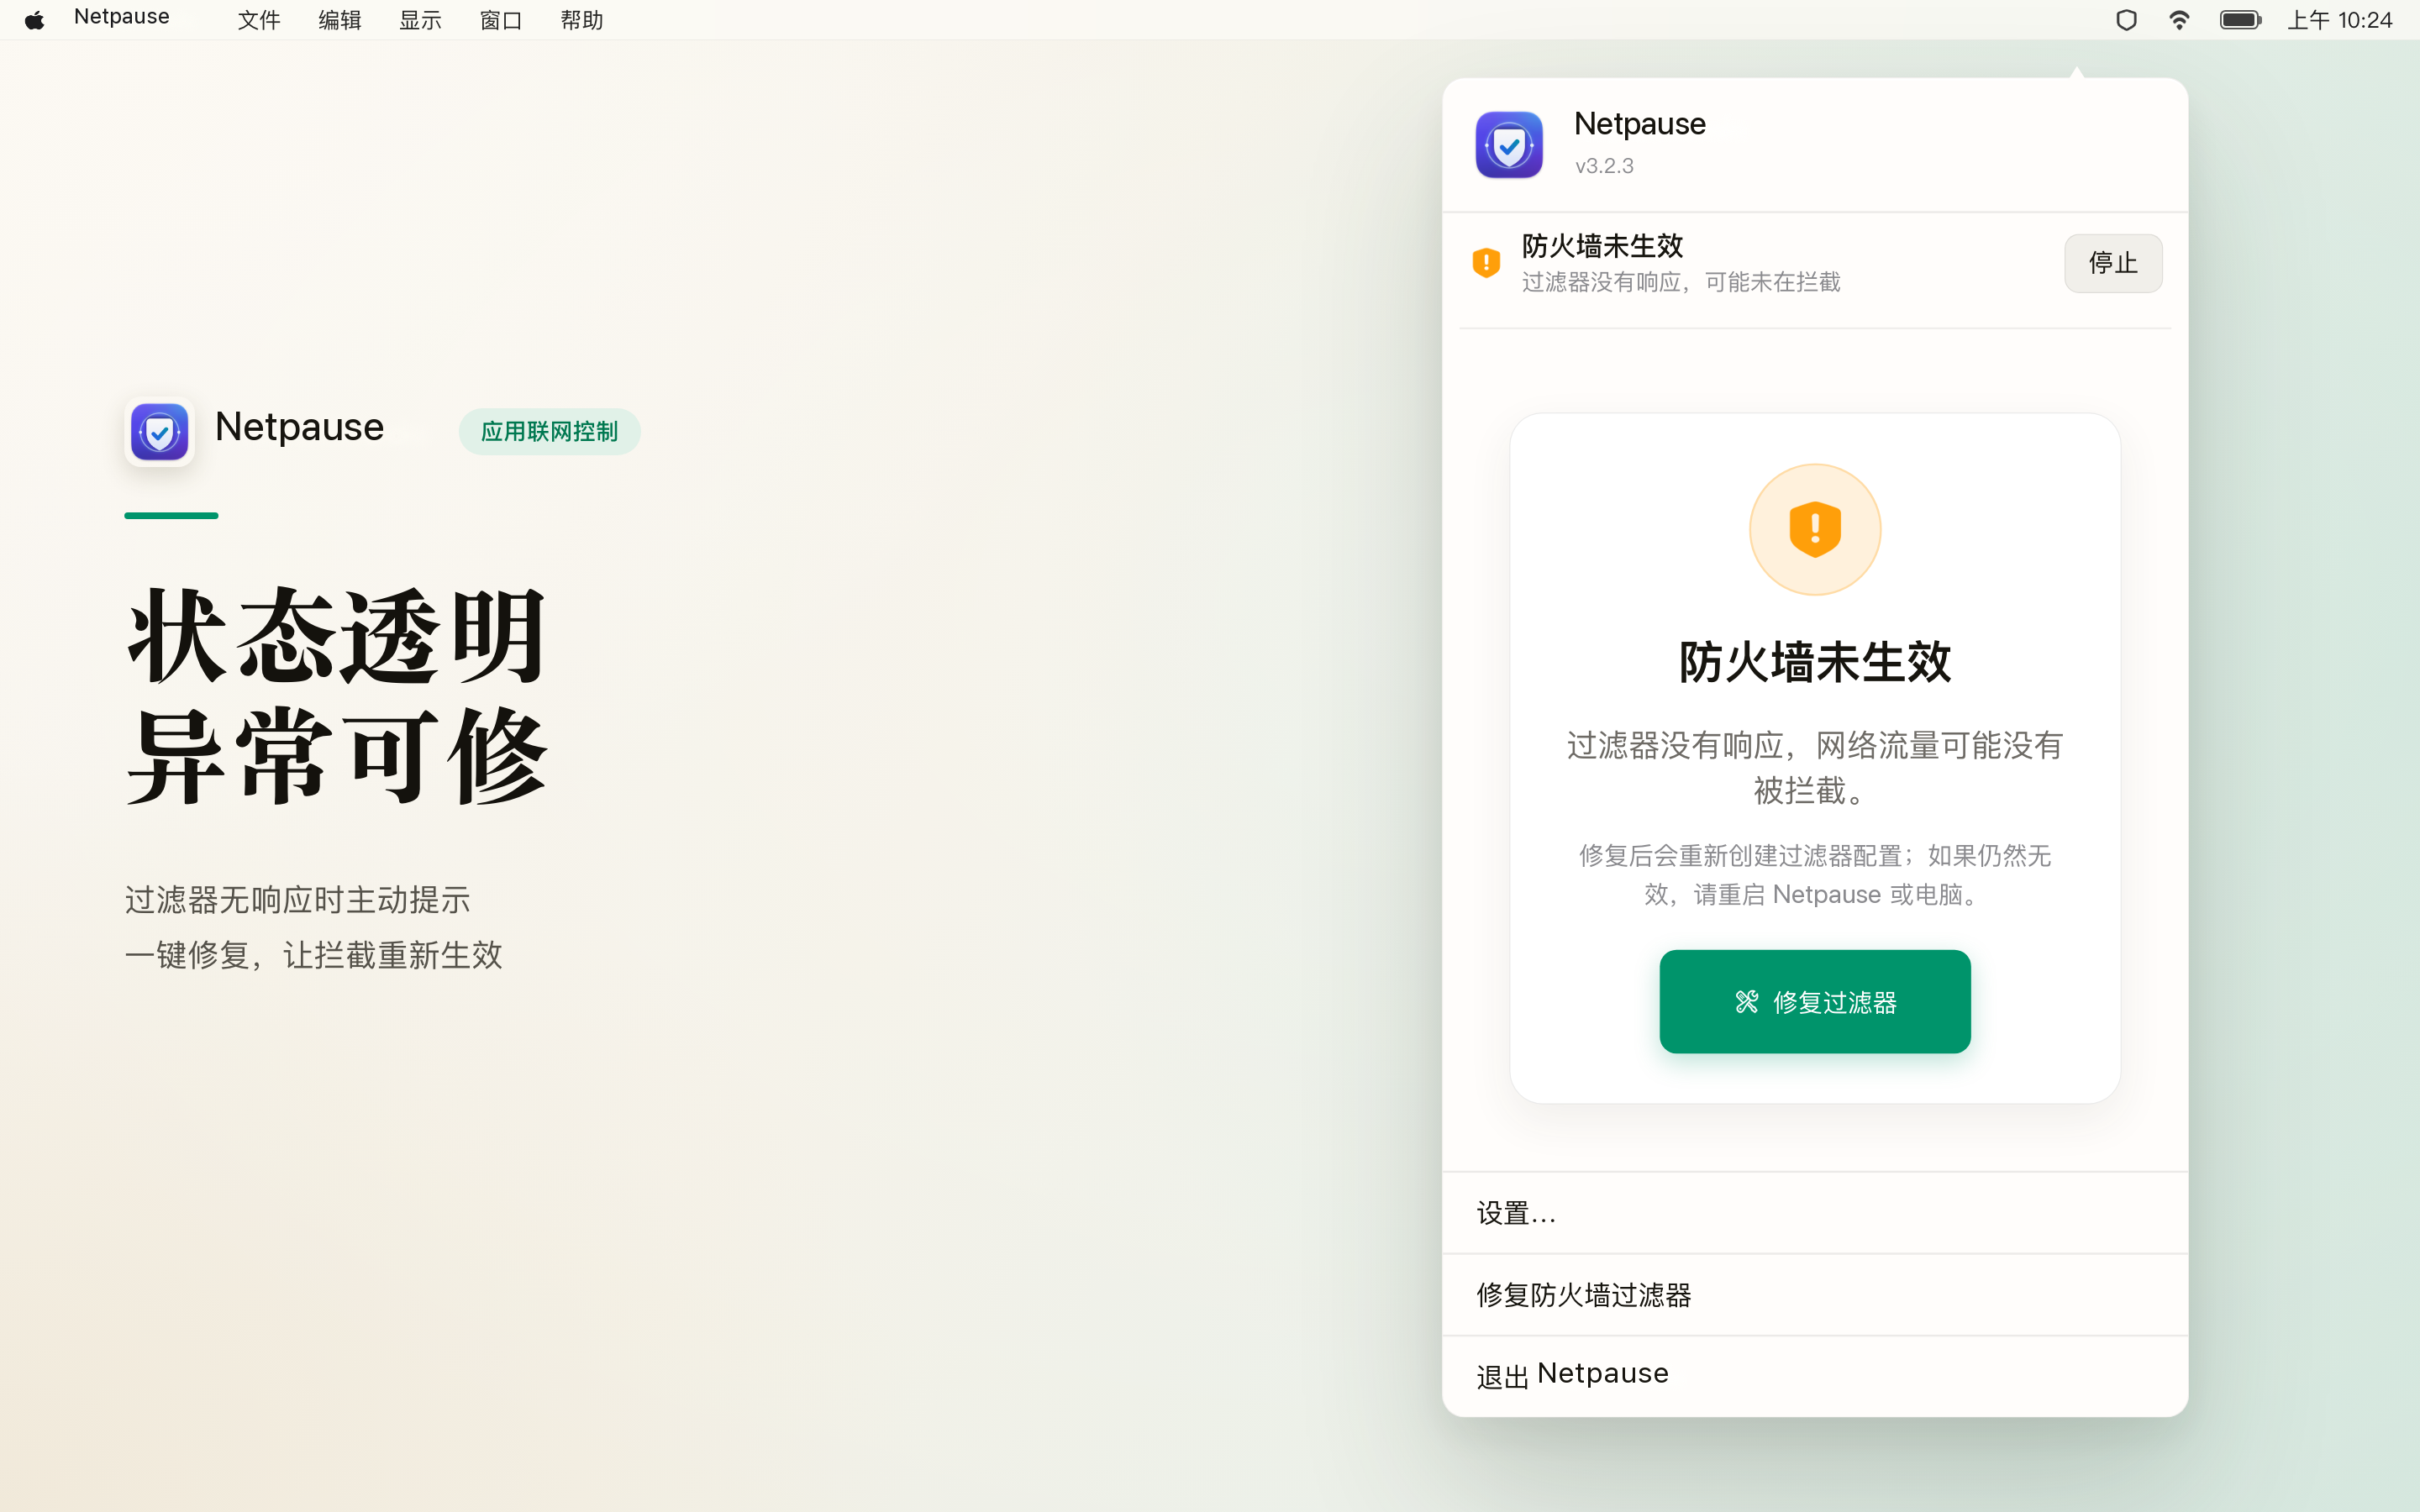 Netpause 文件 编辑 显示 窗口 帮助 上午 10:24
Netpause 应用联网控制
状态透明
异常可修
过滤器无响应时主动提示
一键修复，让拦截重新生效
Netpause
v3.2.3
防火墙未生效
过滤器没有响应，可能未在拦截
停止
防火墙未生效
过滤器没有响应，网络流量可能没有
被拦截。
修复后会重新创建过滤器配置；如果仍然无
效，请重启 Netpause 或电脑。
修复过滤器
设置...
修复防火墙过滤器
退出 Netpause